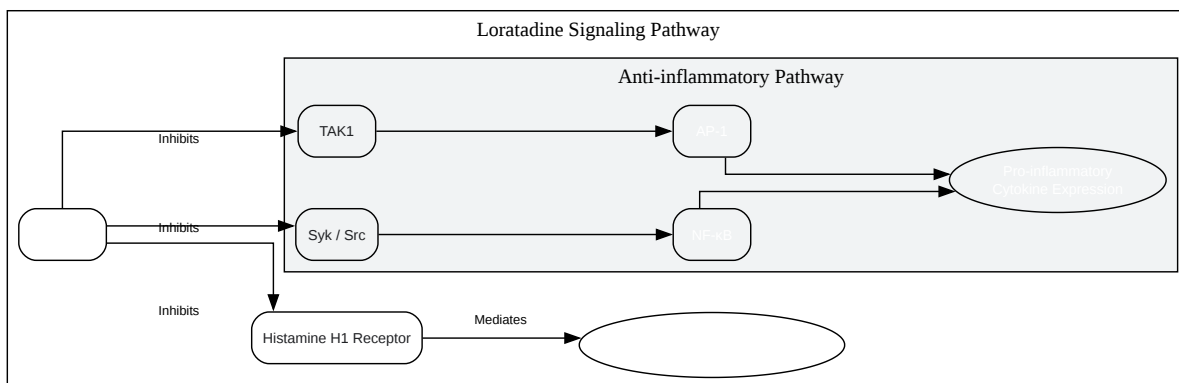 Loratadine Signaling Pathway
Anti-inflammatory Pathway
TAK1
AP-1
Inhibits
Pro-inflammatory
Cytokine Expression
Inhibits
Syk / Src
NF-κB
Inhibits
Histamine H1 Receptor
Mediates